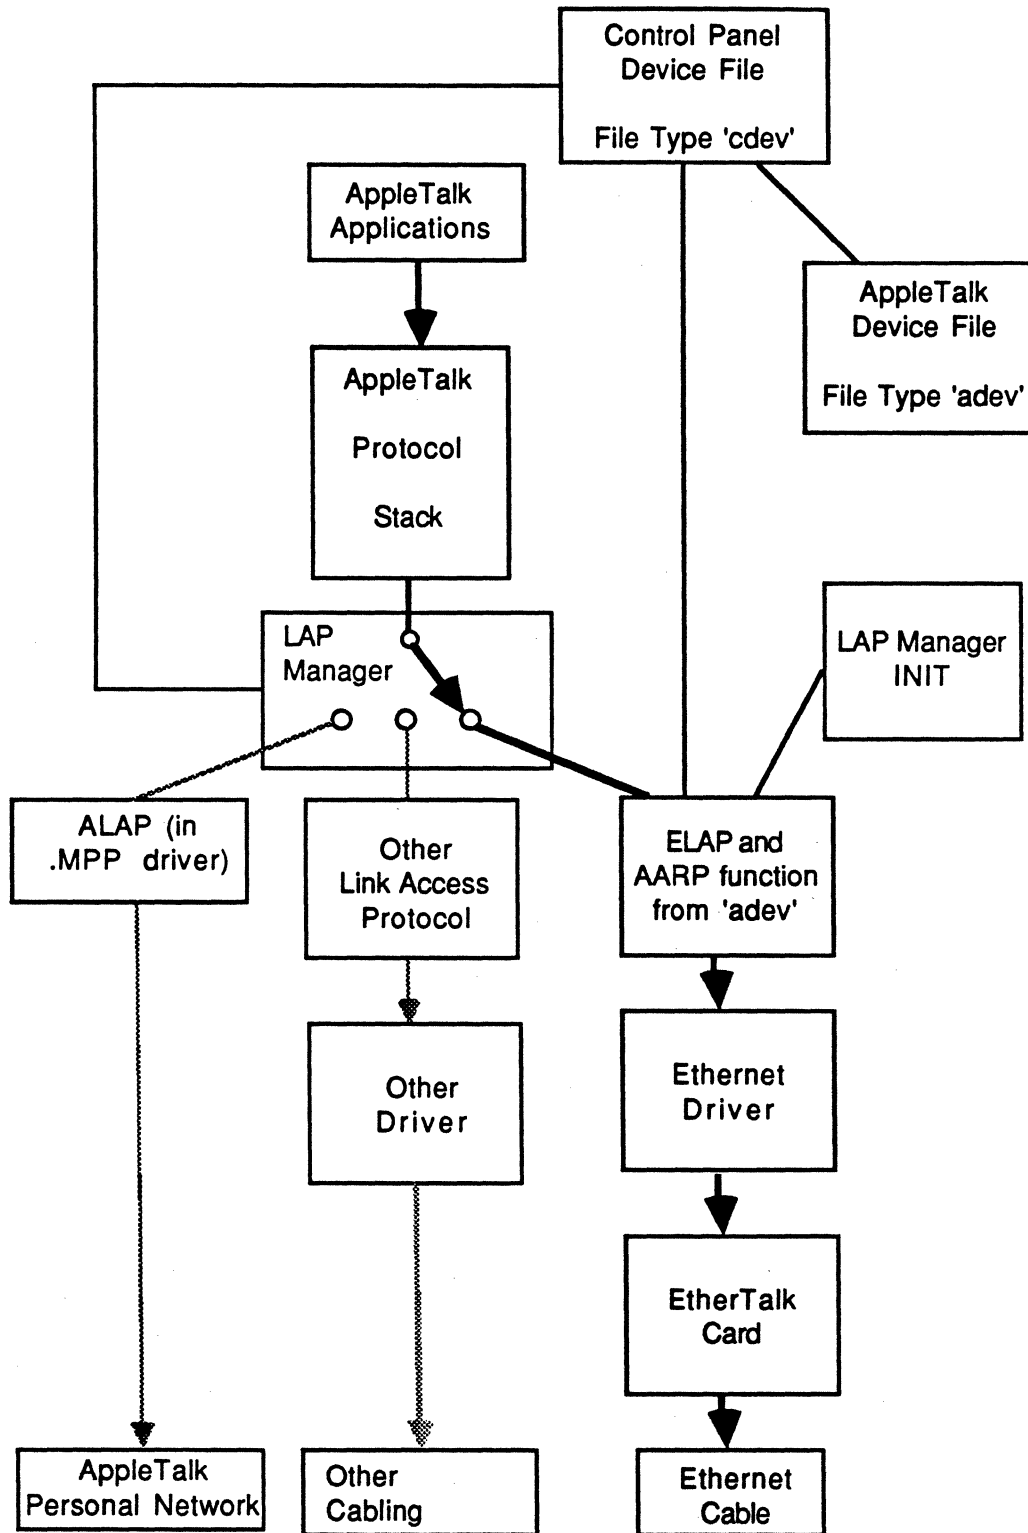 Control Panel
Device File
File Type 'cdev'
AppleTalk
Applications
AppleTalk
Device File
File Type 'adev'
AppleTalk
Protocol
Stack
LAP
Manager
LAP Manager
INIT
ALAP (in
.MPP driver)
Other
Link Access
Protocol
ELAP and
AARP function
from 'adev'
Other
Driver
Ethernet
Driver
EtherTalk
Card
AppleTalk
Personal Network
Other
Cabling
Ethernet
Cable